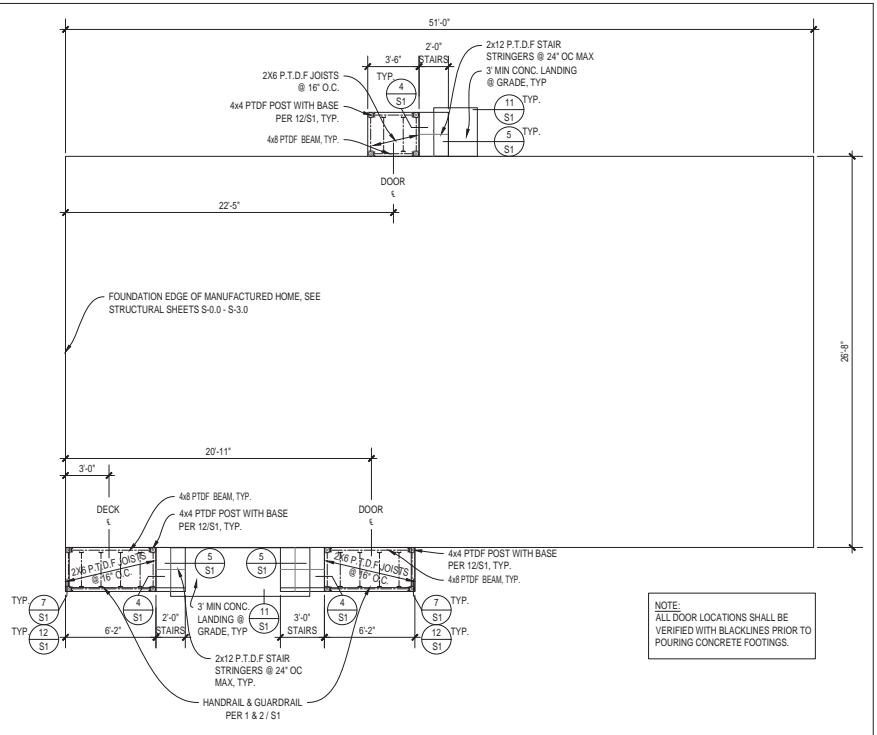 51'-0"
3'-6"
2'-0"
STAIRS
2x12 P.T.D.F STAIR
STRINGERS @ 24" OC MAX
3' MIN CONC. LANDING
@ GRADE, TYP
2X6 P.T.D.F JOISTS
@ 16" O.C.
TYP.
4
S1
4x4 PTDF POST WITH BASE
PER 12/S1, TYP.
4x8 PTDF BEAM, TYP.
11
S1
TYP.
5
S1
TYP.
DOOR
℄
22'-5"
FOUNDATION EDGE OF MANUFACTURED HOME, SEE
STRUCTURAL SHEETS S-0.0 - S-3.0
26'-8"
20'-11"
3'-0"
DECK
℄
4x8 PTDF BEAM, TYP.
4x4 PTDF POST WITH BASE
PER 12/S1, TYP.
DOOR
℄
2X6 P.T.D.F JOISTS
@ 16" O.C.
5
S1
5
S1
2X6 P.T.D.F JOISTS
@ 16" O.C.
4x4 PTDF POST WITH BASE
PER 12/S1, TYP.
4x8 PTDF BEAM, TYP.
TYP.
7
S1
TYP
12
S1
4
S1
3' MIN CONC.
LANDING @
GRADE, TYP
11
S1
4
S1
7
S1
TYP.
12
S1
TYP.
6'-2"
2'-0"
STAIRS
3'-0"
STAIRS
6'-2"
2x12 P.T.D.F STAIR
STRINGERS @ 24" OC
MAX, TYP.
HANDRAIL & GUARDRAIL
PER 1 & 2 / S1
NOTE:
ALL DOOR LOCATIONS SHALL BE
VERIFIED WITH BLACKLINES PRIOR TO
POURING CONCRETE FOOTINGS.